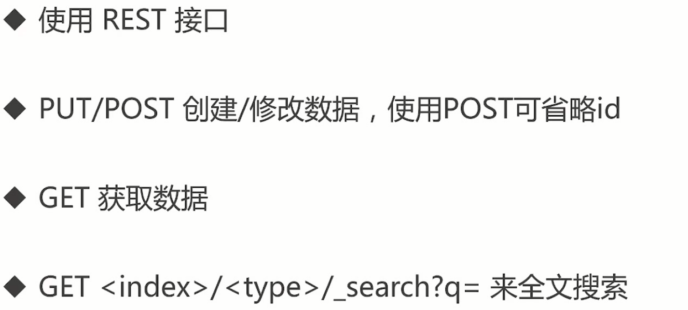 ◆ 使用 REST 接口
◆ PUT/POST 创建/修改数据，使用POST可省略id
◆ GET 获取数据
◆ GET <index>/<type>/_search?q= 来全文搜索